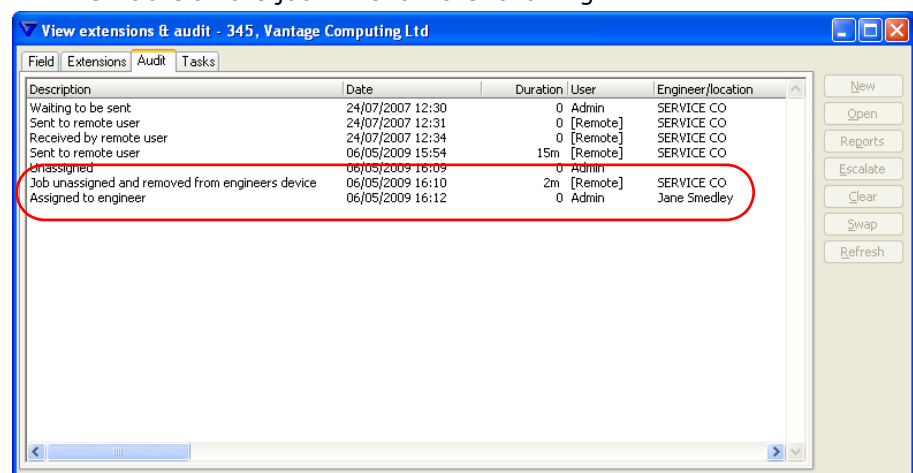 View extensions & audit - 345, Vantage Computing Ltd
Field Extensions Audit Tasks
Description Date Duration User Engineer/location
Waiting to be sent 24/07/2007 12:30 0 Admin SERVICE CO
Sent to remote user 24/07/2007 12:31 0 [Remote] SERVICE CO
Received by remote user 24/07/2007 12:34 0 [Remote] SERVICE CO
Sent to remote user 06/05/2009 15:54 15m [Remote] SERVICE CO
Unassigned 06/05/2009 16:09 0 Admin
Job unassigned and removed from engineers device 06/05/2009 16:10 2m [Remote] SERVICE CO
Assigned to engineer 06/05/2009 16:12 0 Admin Jane Smedley
New
Open
Reports
Escalate
Clear
Swap
Refresh